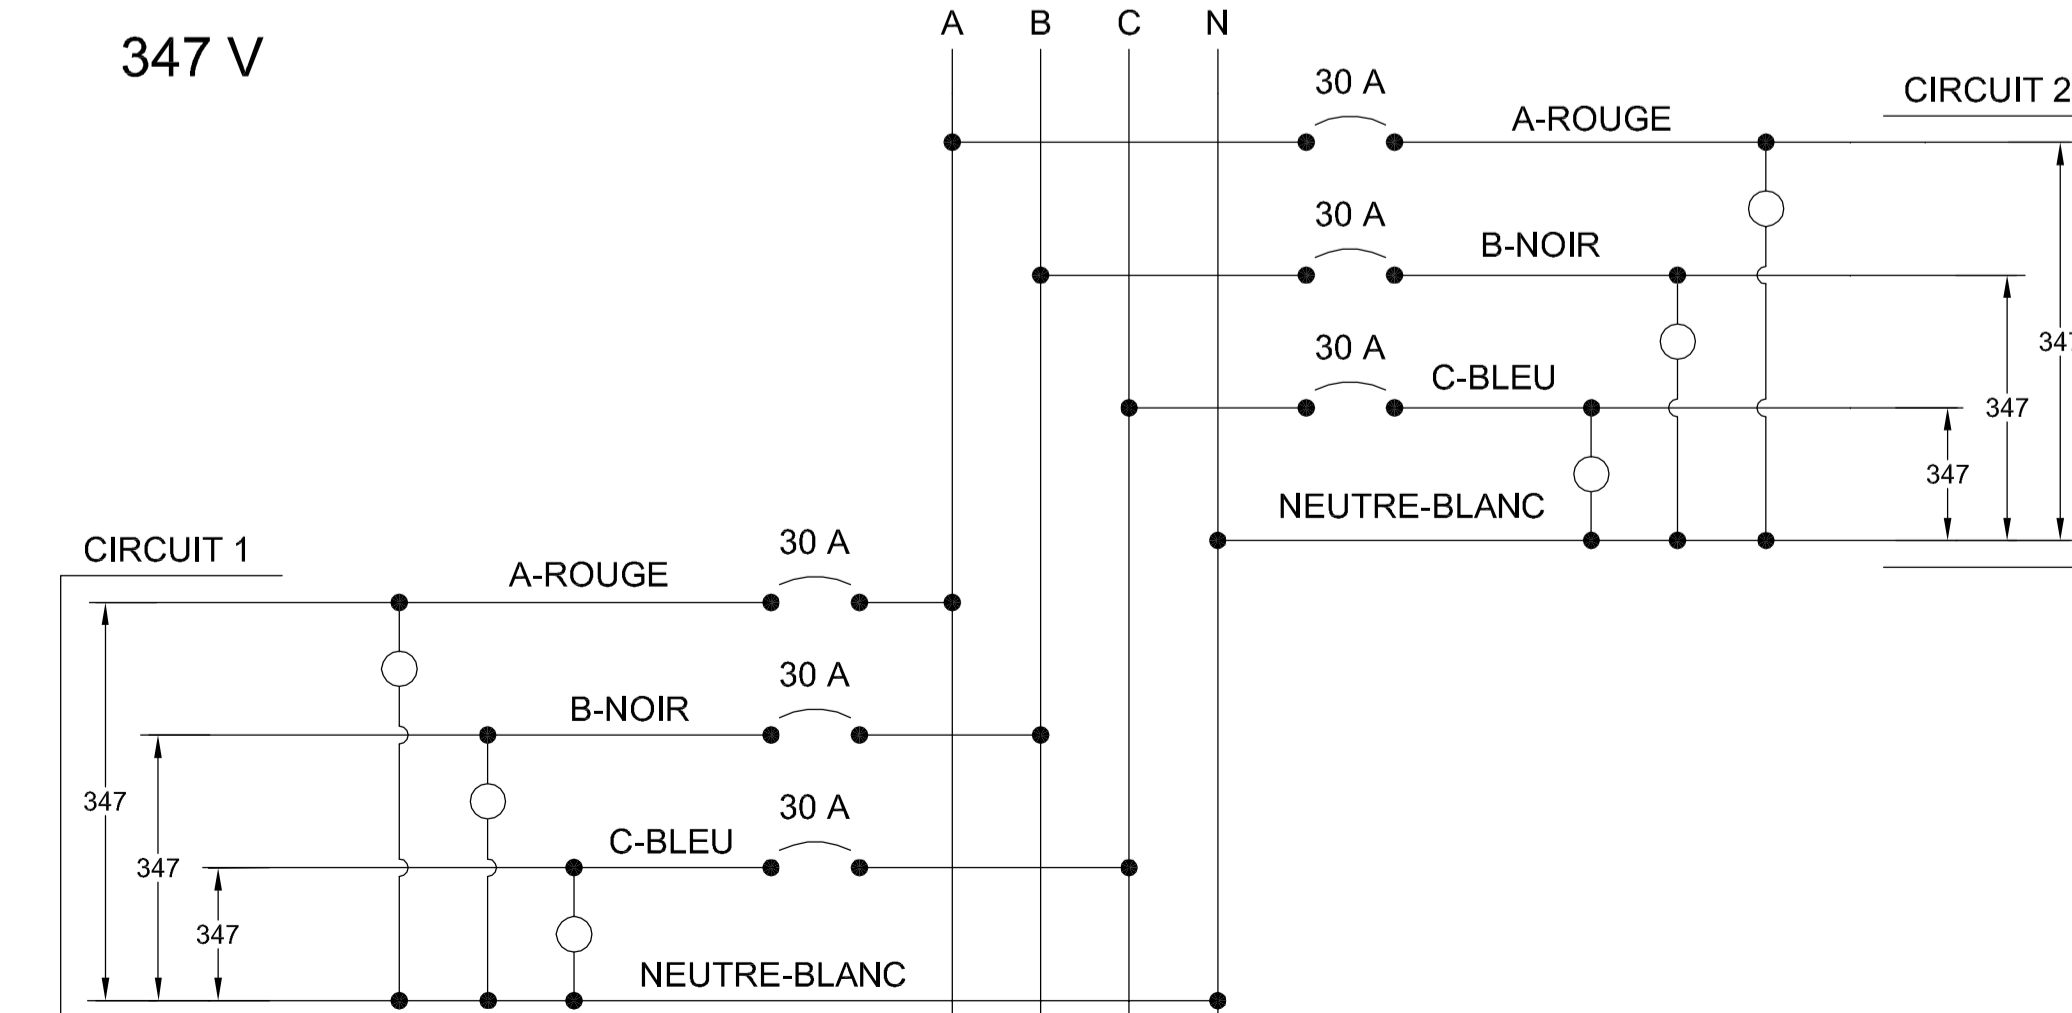 A B C N
347 V
30 A
CIRCUIT 2
A-ROUGE
30 A
B-NOIR
347
30 A
C-BLEU
347
347
NEUTRE-BLANC
CIRCUIT 1
30 A
A-ROUGE
30 A
B-NOIR
347
30 A
C-BLEU
347
347
NEUTRE-BLANC